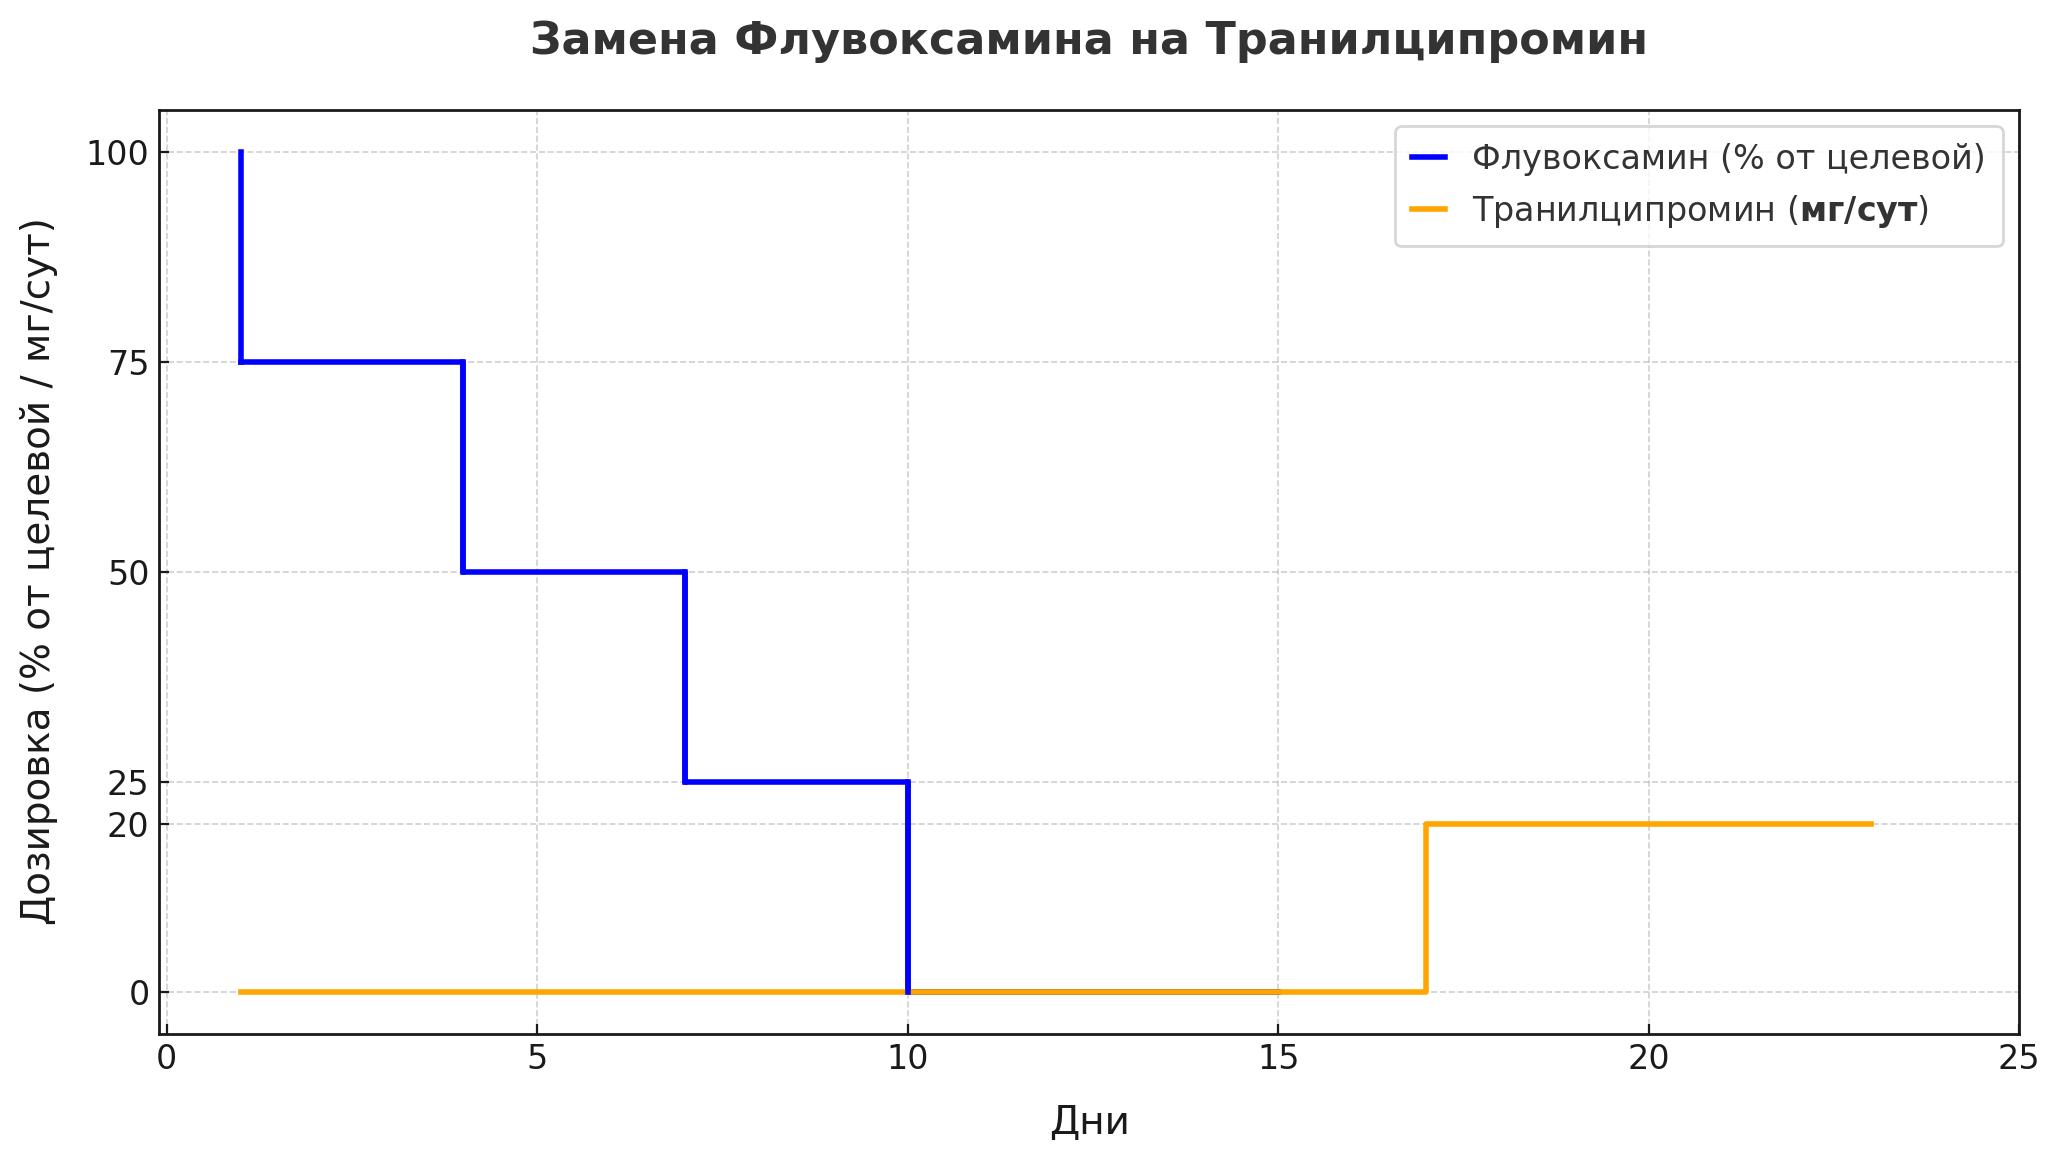 Замена Флувоксамина на Транилципромин
Флувоксамин (% от целевой)
Транилципромин (мг/сут)
Дозировка (% от целевой / мг/сут)
100
75
50
25
20
0
0
5
10
15
20
25
Дни